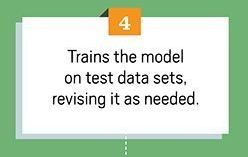 4
Trains the model
on test data sets,
revising it as needed.